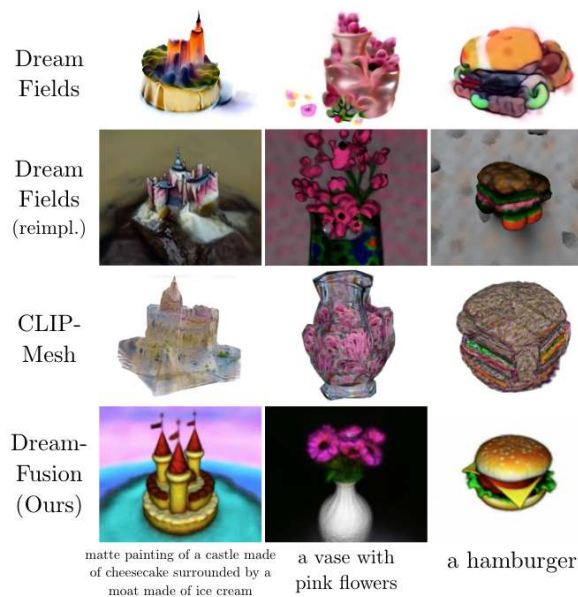 Dream
Fields
Dream
Fields
(reimpl.)
CLIP-
Mesh
Dream-
Fusion
(Ours)
matte painting of a castle made
of cheesecake surrounded by a
moat made of ice cream
a vase with
pink flowers
a hamburger